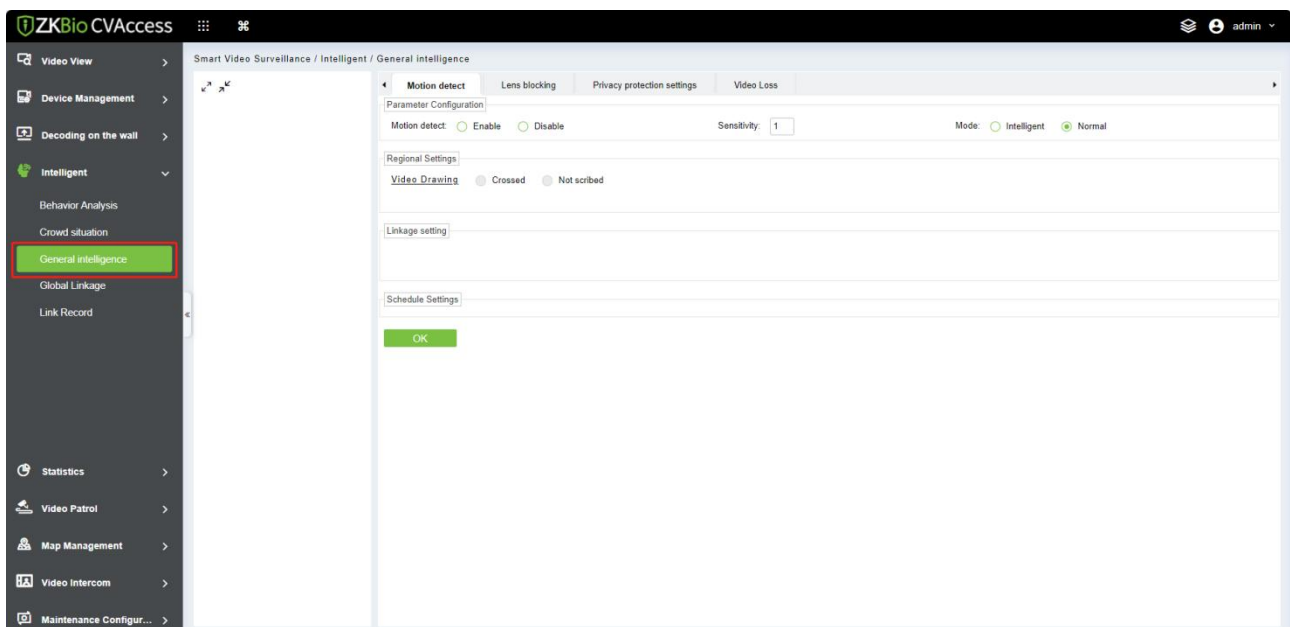 ZKBio CVAccess
admin
Video View
Device Management
Decoding on the wall
Intelligent
Behavior Analysis
Crowd situation
General intelligence
Global Linkage
Link Record
Statistics
Video Patrol
Map Management
Video Intercom
Maintenance Configur...
Smart Video Surveillance / Intelligent / General intelligence
Motion detect Lens blocking Privacy protection settings Video Loss
Parameter Configuration
Motion detect: Enable Disable Sensitivity: 1 Mode: Intelligent Normal
Regional Settings
Video Drawing Crossed Not scribed
Linkage setting
Schedule Settings
OK